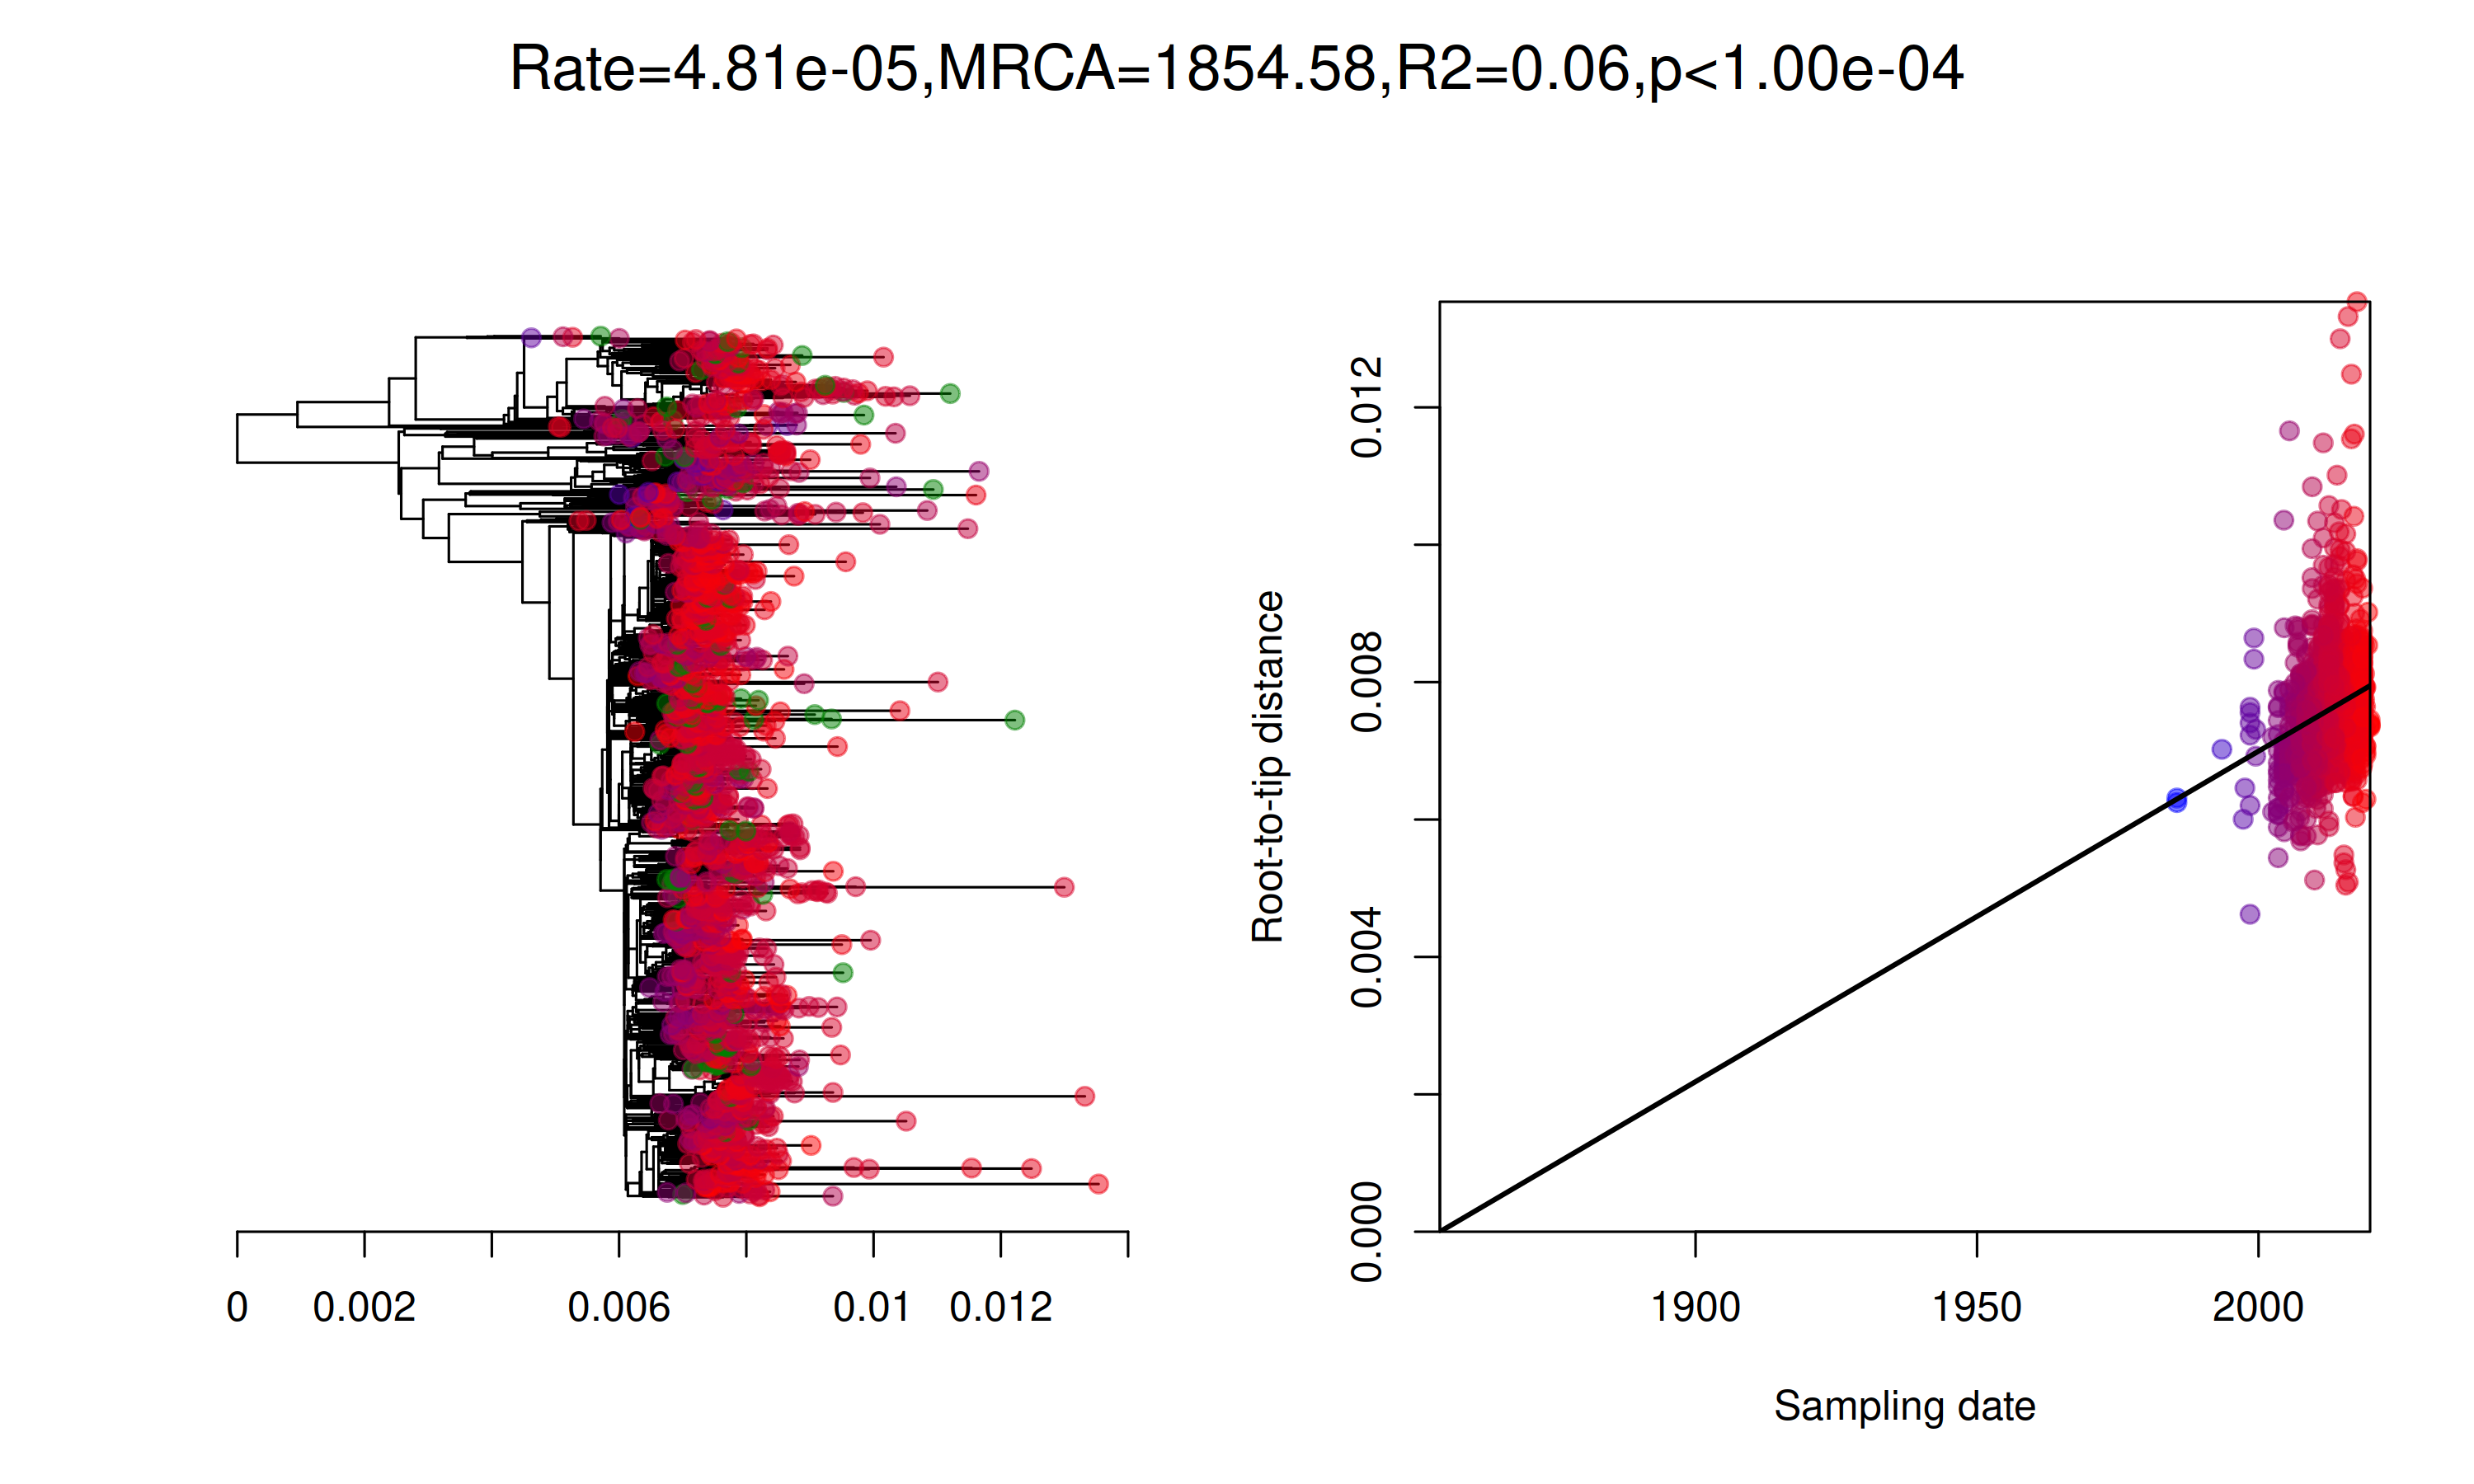 Rate=4.81e-05,MRCA=1854.58,R2=0.06,p<1.00e-04
0 0.002 0.006 0.01 0.012
Root-to-tip distance
0.000 0.004 0.008 0.012
1900 1950 2000
Sampling date